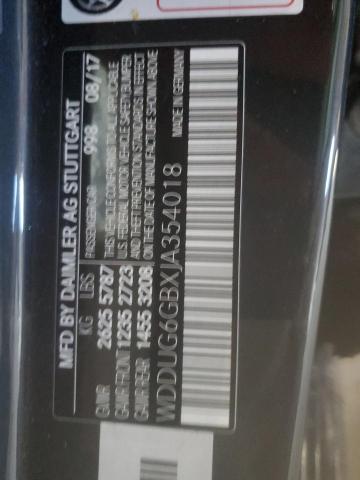 MFD BY DAIMLER AG STUTTGART
PASSENGER CAR 998 08/17
KG LBS
GVWR 2625 5787
GAWR FRONT 1235 2723
GAWR REAR 1455 3208
THIS VEHICLE CONFORMS TO ALL APPLICABLE
U.S. FEDERAL MOTOR VEHICLE SAFETY, BUMPER
AND THEFT PREVENTION STANDARDS IN EFFECT
ON THE DATE OF MANUFACTURE SHOWN ABOVE
WDDUG6GBXJA354018
MADE IN GERMANY